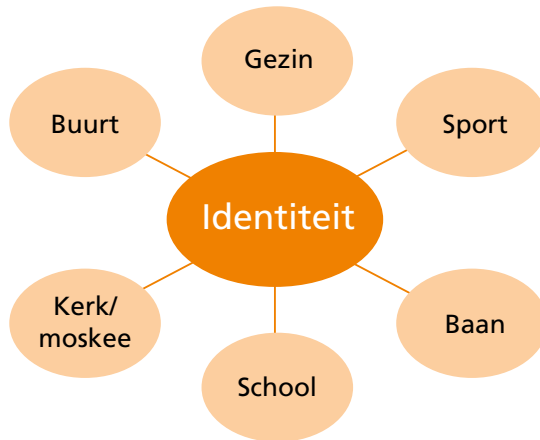 Gezin
Buurt
Sport
Identiteit
Kerk/
moskee
Baan
School